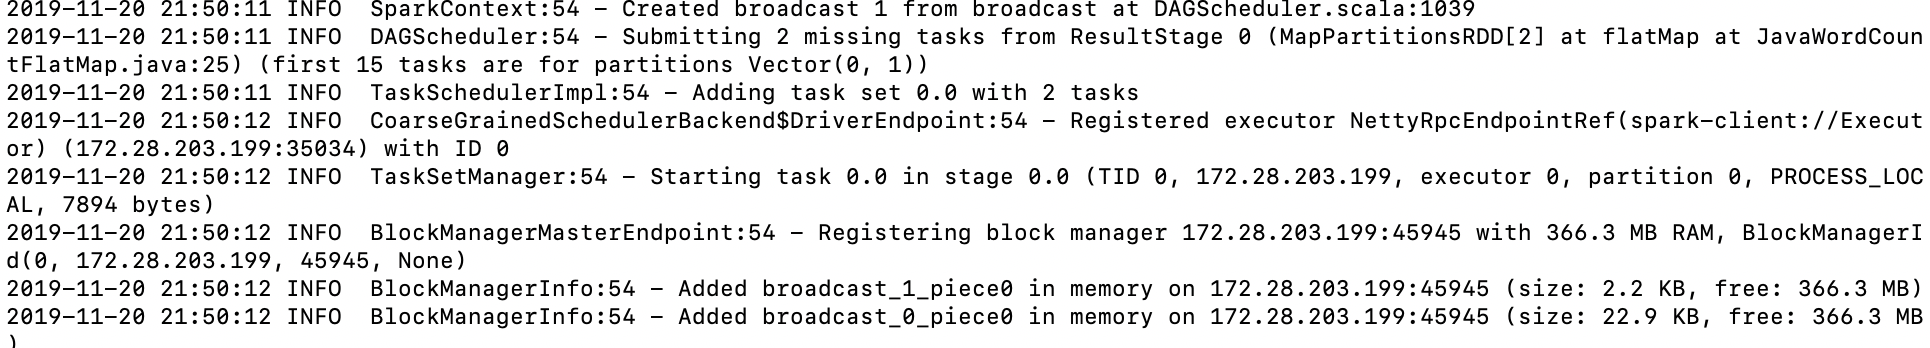 2019-11-20 21:50:11 INFO  SparkContext:54 - Created broadcast 1 from broadcast at DAGScheduler.scala:1039
2019-11-20 21:50:11 INFO  DAGScheduler:54 - Submitting 2 missing tasks from ResultStage 0 (MapPartitionsRDD[2] at flatMap at JavaWordCoun
tFlatMap.java:25) (first 15 tasks are for partitions Vector(0, 1))
2019-11-20 21:50:11 INFO  TaskSchedulerImpl:54 - Adding task set 0.0 with 2 tasks
2019-11-20 21:50:12 INFO  CoarseGrainedSchedulerBackend$DriverEndpoint:54 - Registered executor NettyRpcEndpointRef(spark-client://Execut
or) (172.28.203.199:35034) with ID 0
2019-11-20 21:50:12 INFO  TaskSetManager:54 - Starting task 0.0 in stage 0.0 (TID 0, 172.28.203.199, executor 0, partition 0, PROCESS_LOC
AL, 7894 bytes)
2019-11-20 21:50:12 INFO  BlockManagerMasterEndpoint:54 - Registering block manager 172.28.203.199:45945 with 366.3 MB RAM, BlockManagerI
d(0, 172.28.203.199, 45945, None)
2019-11-20 21:50:12 INFO  BlockManagerInfo:54 - Added broadcast_1_piece0 in memory on 172.28.203.199:45945 (size: 2.2 KB, free: 366.3 MB)
2019-11-20 21:50:12 INFO  BlockManagerInfo:54 - Added broadcast_0_piece0 in memory on 172.28.203.199:45945 (size: 22.9 KB, free: 366.3 MB
)